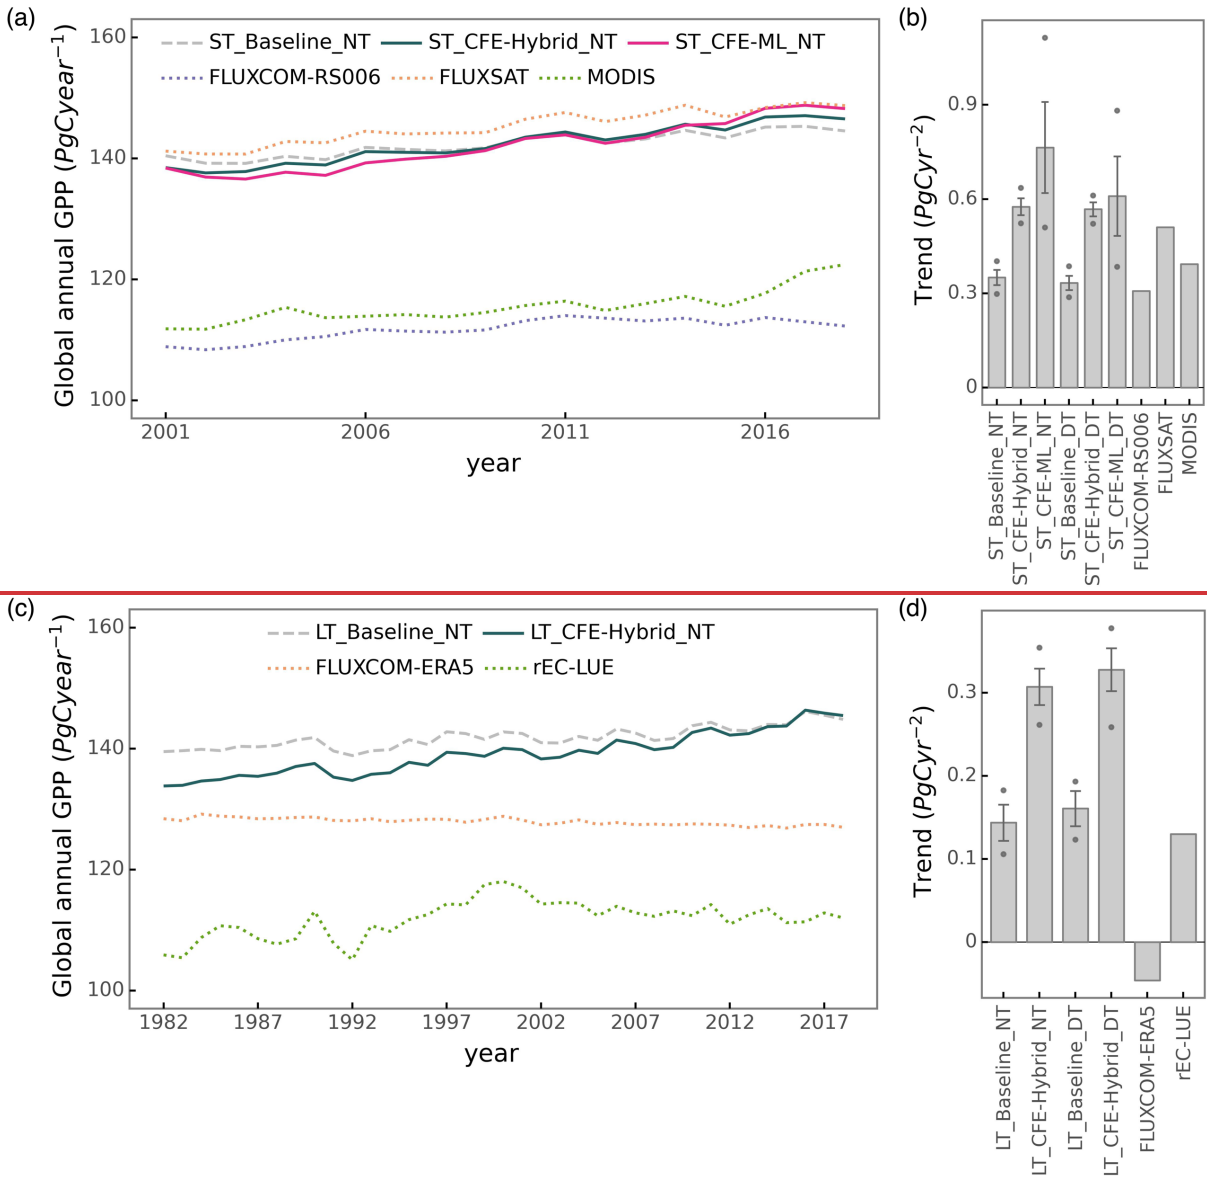 (a)
Global annual GPP (PgCyear−1)
160
140
120
100
ST_Baseline_NT ST_CFE-Hybrid_NT ST_CFE-ML_NT
FLUXCOM-RS006 FLUXSAT MODIS
2001 2006 2011 2016
year
(b)
Trend (PgCyr−2)
0.9
0.6
0.3
0
ST_Baseline_NT
ST_CFE-Hybrid_NT
ST_CFE-ML_NT
ST_Baseline_DT
ST_CFE-Hybrid_DT
ST_CFE-ML_DT
FLUXCOM-RS006
FLUXSAT
MODIS
(c)
Global annual GPP (PgCyear−1)
160
140
120
100
LT_Baseline_NT LT_CFE-Hybrid_NT
FLUXCOM-ERA5 rEC-LUE
1982 1987 1992 1997 2002 2007 2012 2017
year
(d)
Trend (PgCyr−2)
0.3
0.2
0.1
0
LT_Baseline_NT
LT_CFE-Hybrid_NT
LT_Baseline_DT
LT_CFE-Hybrid_DT
FLUXCOM-ERA5
rEC-LUE